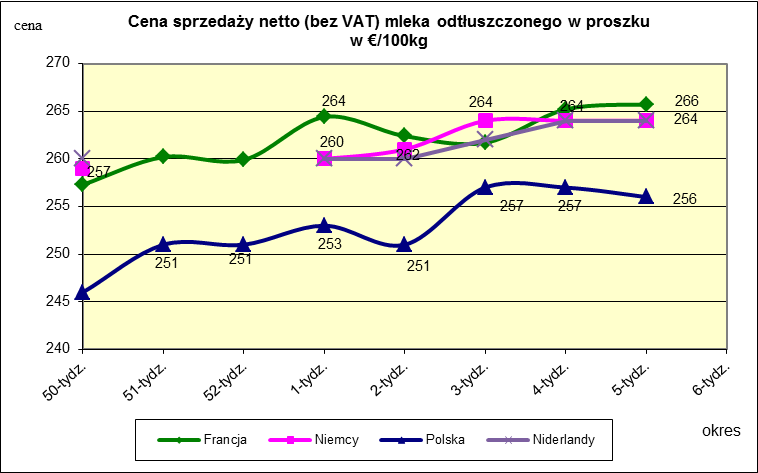 Cena sprzedaży netto (bez VAT) mleka odtłuszczonego w proszku
w €/100kg
cena
270
265
260
255
250
245
240
264
264
264
266
264
260
262
257
257
257
256
251
251
253
251
50-tydz.
51-tydz.
52-tydz.
1-tydz.
2-tydz.
3-tydz.
4-tydz.
5-tydz.
6-tydz.
okres
Francja
Niemcy
Polska
Niderlandy